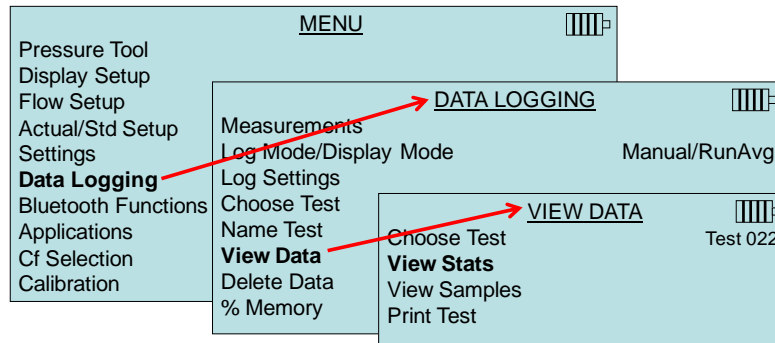 MENU
Pressure Tool
Display Setup
Flow Setup
Actual/Std Setup
Settings
Data Logging
Bluetooth Functions
Applications
Cf Selection
Calibration
DATA LOGGING
Measurements
Log Mode/Display Mode Manual/RunAvg
Log Settings
Choose Test
Name Test
View Data
Delete Data
% Memory
VIEW DATA
Choose Test Test 022
View Stats
View Samples
Print Test